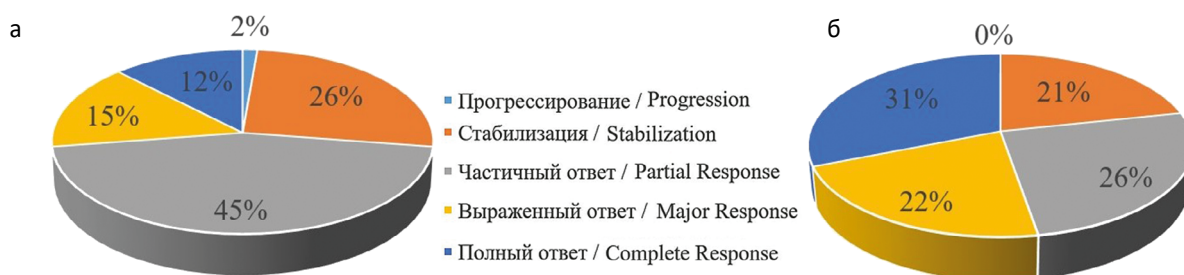 а
2%
12%
26%
15%
45%
Прогрессирование / Progression
Стабилизация / Stabilization
Частичный ответ / Partial Response
Выраженный ответ / Major Response
Полный ответ / Complete Response
б
0%
31%
21%
22%
26%